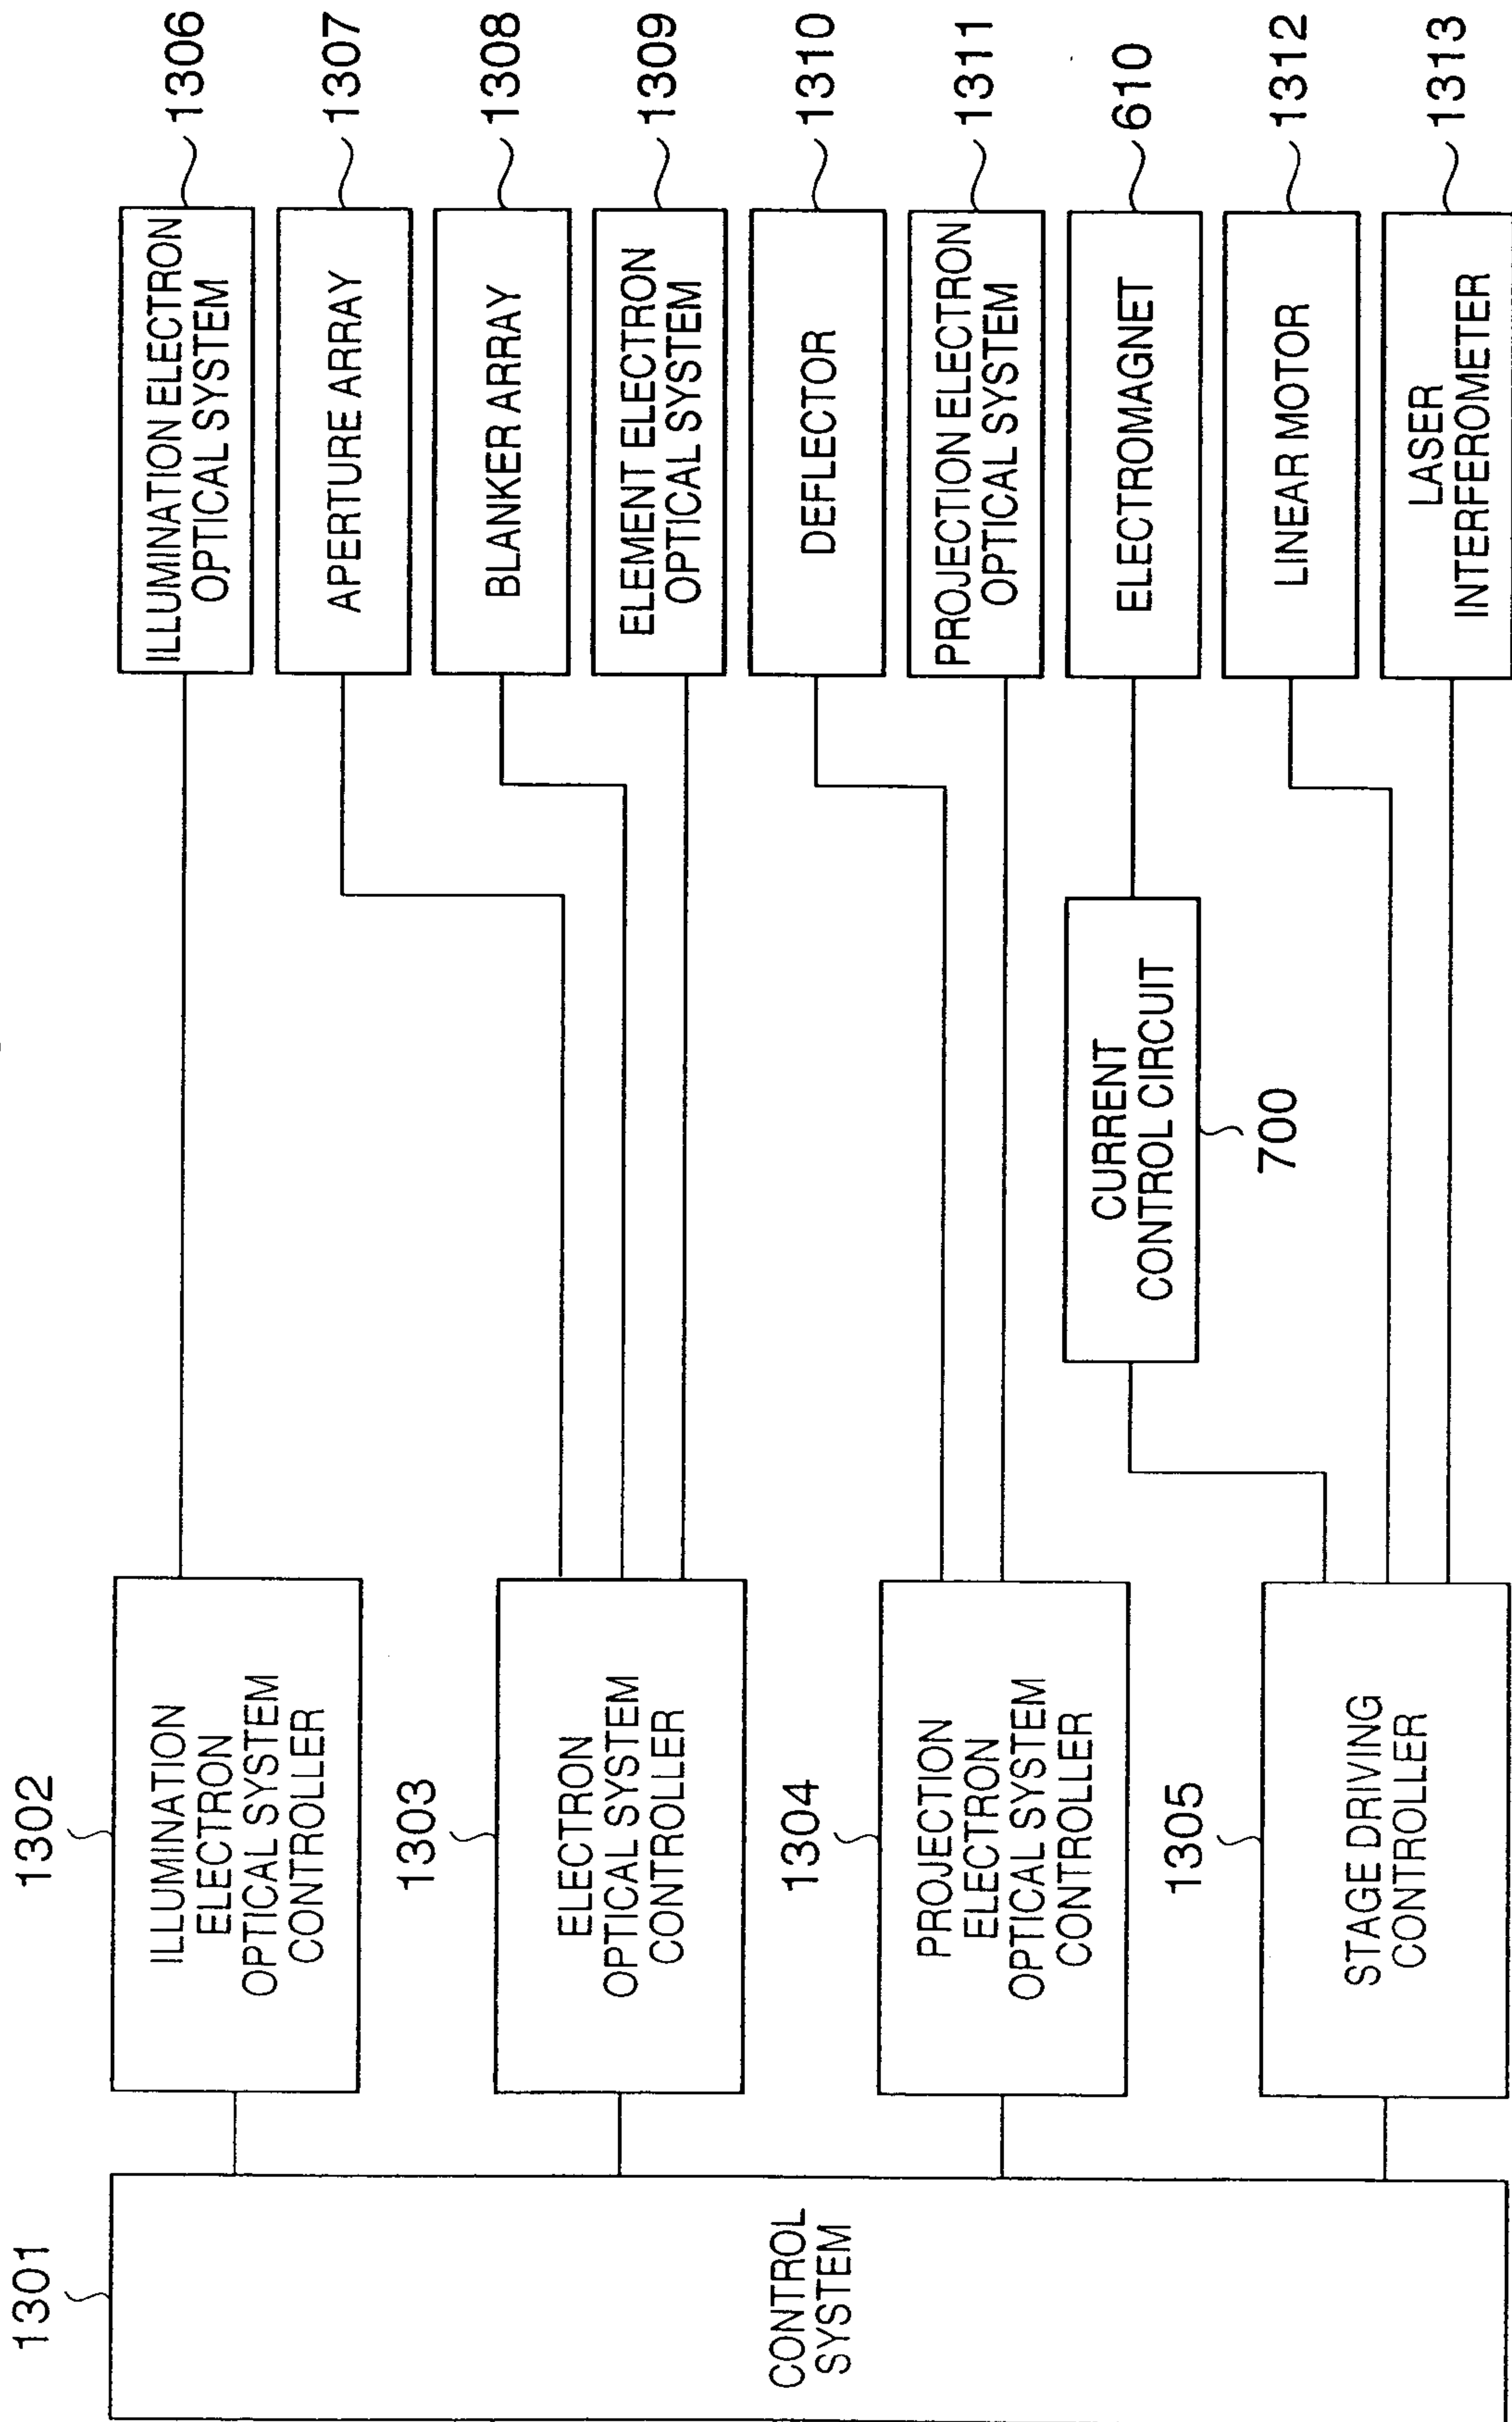 1301
CONTROL
SYSTEM
1302
ILLUMINATION
ELECTRON
OPTICAL SYSTEM
CONTROLLER
1303
ELECTRON
OPTICAL SYSTEM
CONTROLLER
1304
PROJECTION
ELECTRON
OPTICAL SYSTEM
CONTROLLER
1305
STAGE DRIVING
CONTROLLER
CURRENT
CONTROL CIRCUIT
700
ILLUMINATION ELECTRON
OPTICAL SYSTEM
1306
APERTURE ARRAY
1307
BLANKER ARRAY
1308
ELEMENT ELECTRON
OPTICAL SYSTEM
1309
DEFLECTOR
1310
PROJECTION ELECTRON
OPTICAL SYSTEM
1311
ELECTROMAGNET
610
LINEAR MOTOR
1312
LASER
INTERFEROMETER
1313